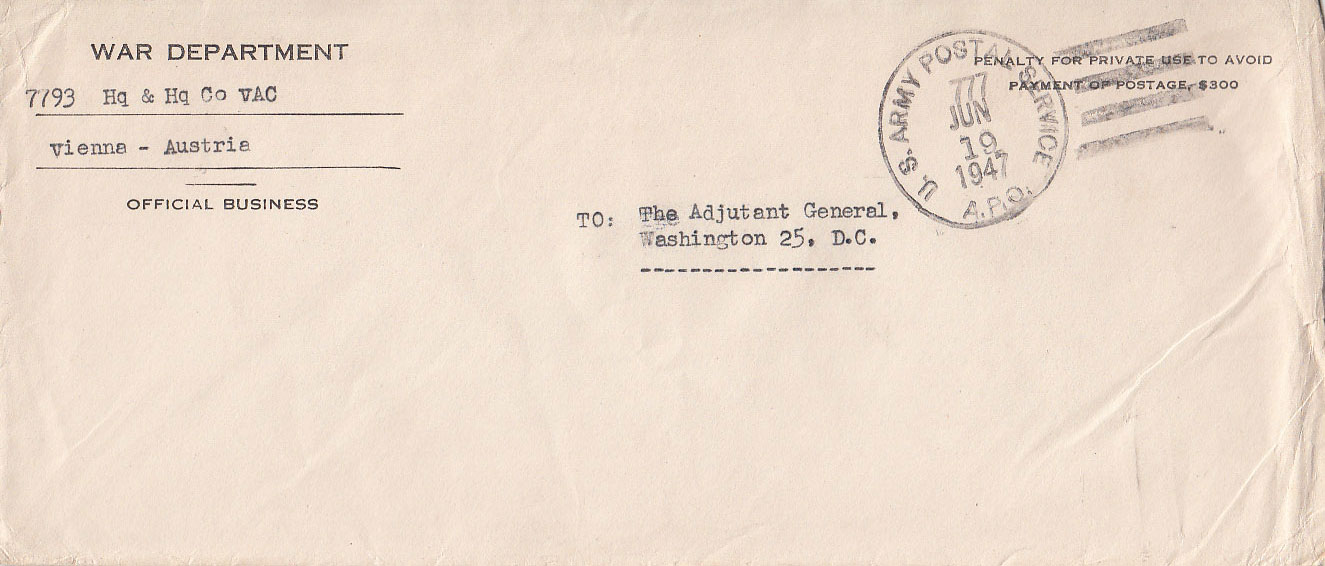 WAR DEPARTMENT
7793 Hq & Hq Co VAC
Vienna - Austria
OFFICIAL BUSINESS
PENALTY FOR PRIVATE USE TO AVOID
PAYMENT OF POSTAGE, $300
U.S. ARMY POSTAL SERVICE
777
JUN
19
1947
A.P.O.
TO: The Adjutant General,
Washington 25, D.C.
-------------------